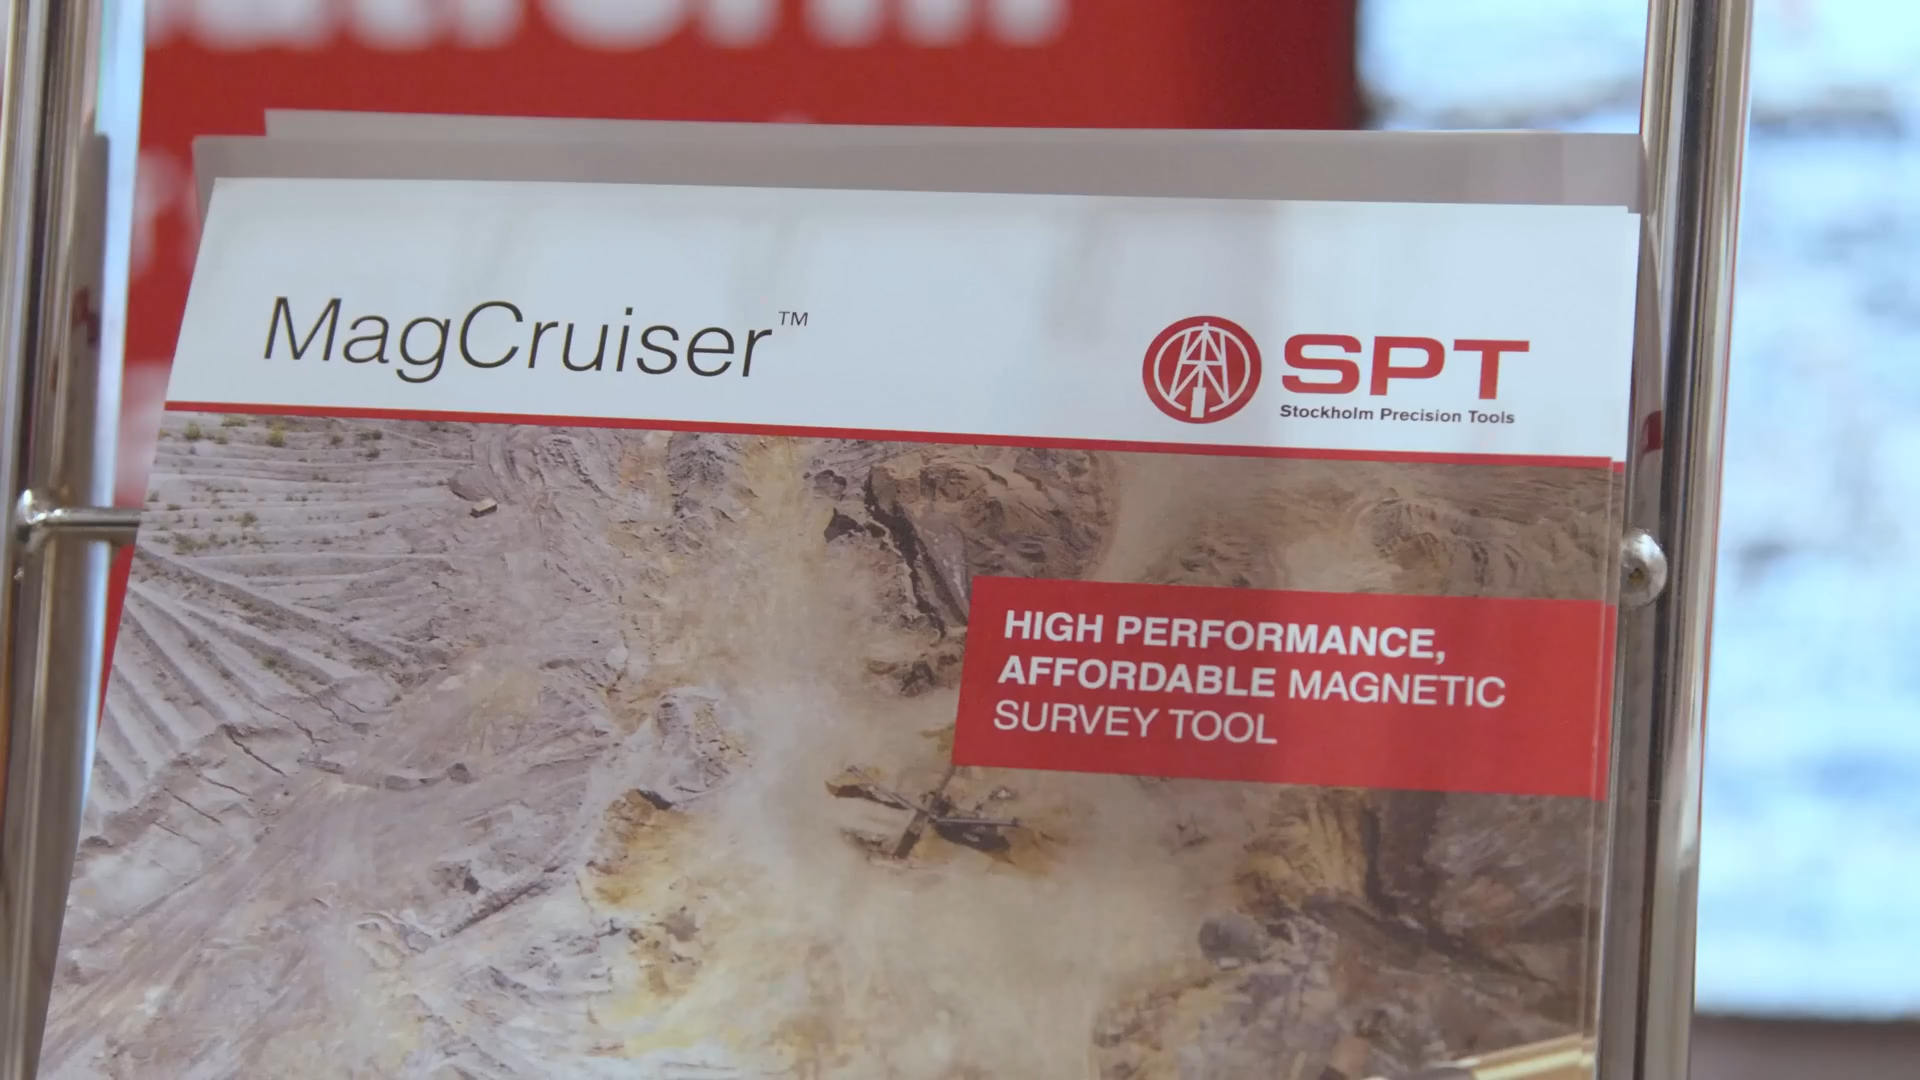 MagCruiser™
SPT
Stockholm Precision Tools
HIGH PERFORMANCE,
AFFORDABLE MAGNETIC
SURVEY TOOL